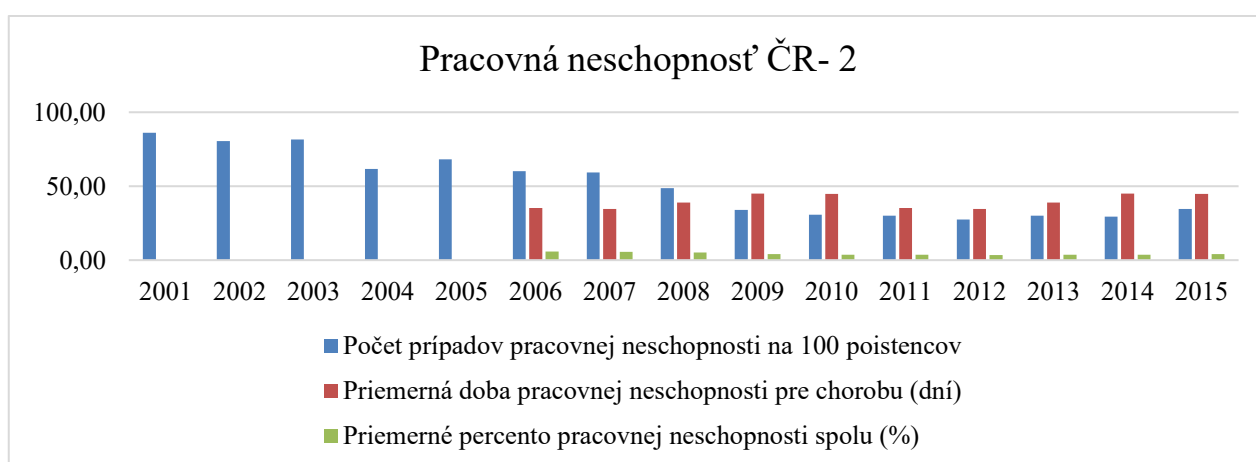 Pracovná neschopnosť ČR- 2
100,00
50,00
0,00
2001 2002 2003 2004 2005 2006 2007 2008 2009 2010 2011 2012 2013 2014 2015
Počet prípadov pracovnej neschopnosti na 100 poistencov
Priemerná doba pracovnej neschopnosti pre chorobu (dní)
Priemerné percento pracovnej neschopnosti spolu (%)